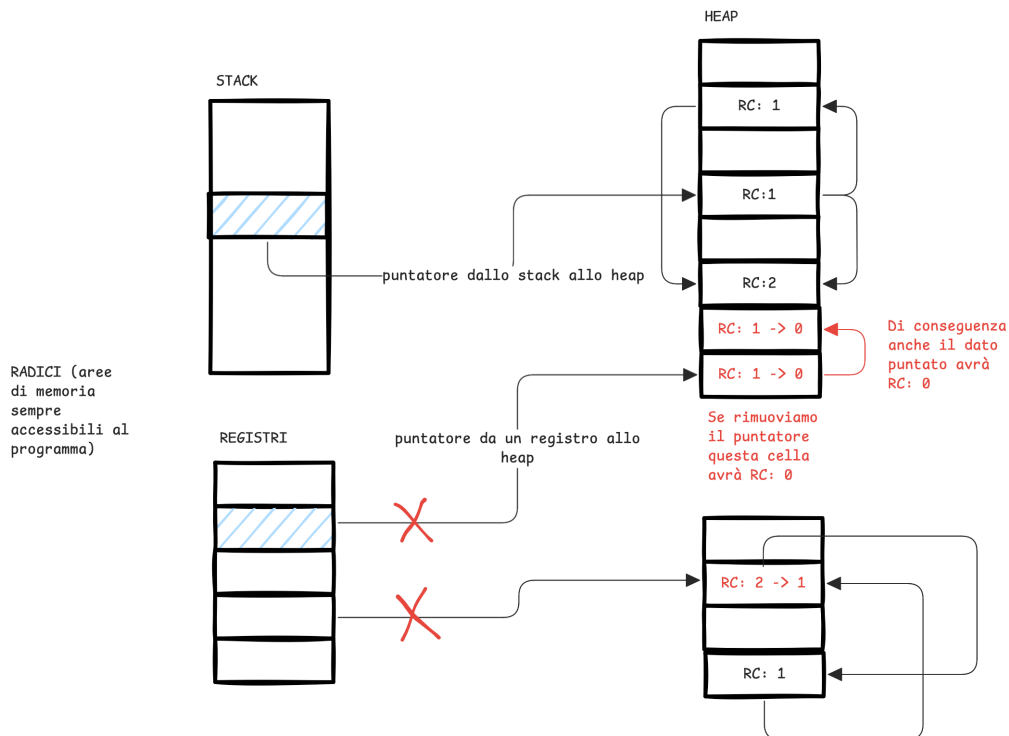 HEAP
STACK
RC: 1
RC:1
puntatore dallo stack allo heap
RC:2
RC: 1 -> 0
Di conseguenza
anche il dato
puntato avrà
RC: 0
RC: 1 -> 0
RADICI (aree
di memoria
sempre
accessibili al
programma)
Se rimuoviamo
il puntatore
questa cella
avrà RC: 0
REGISTRI
puntatore da un registro allo
heap
RC: 2 -> 1
RC: 1